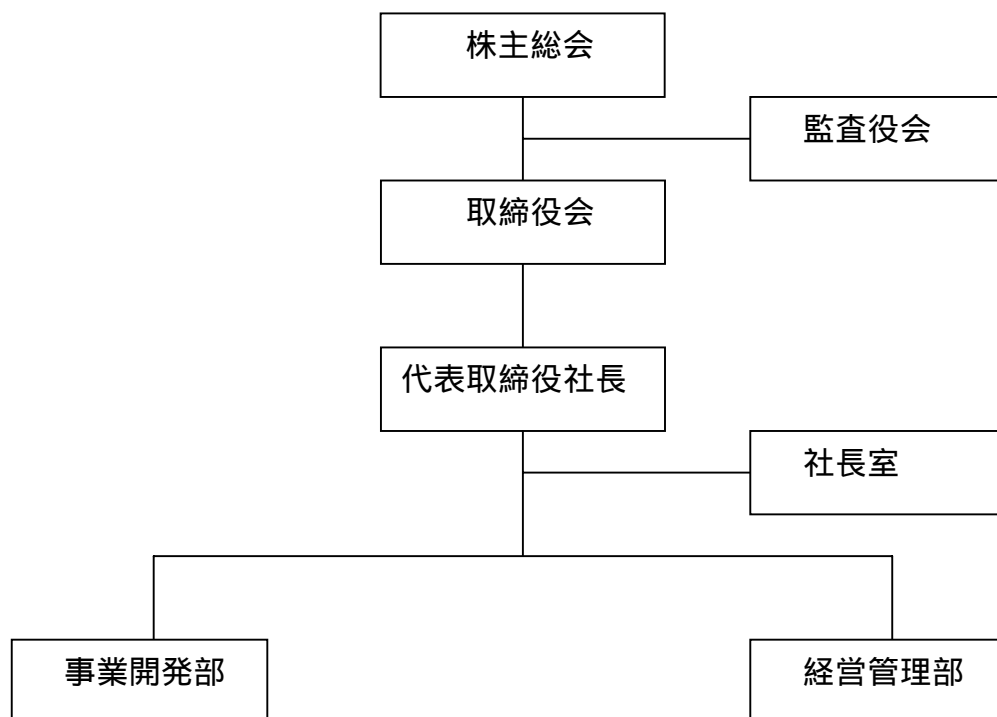 株主総会
監査役会
取締役会
代表取締役社長
社長室
事業開発部
経営管理部